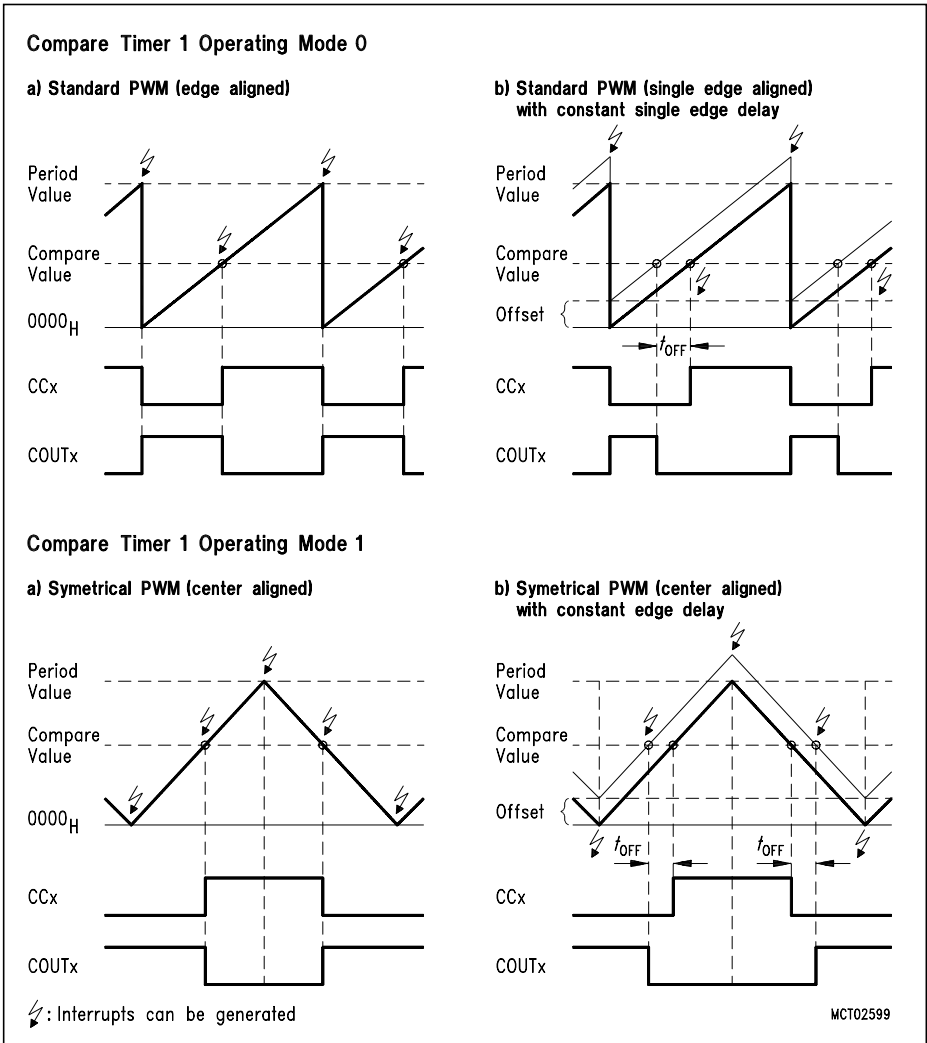 Compare Timer 1 Operating Mode 0
a) Standard PWM (edge aligned)
Period
Value
Compare
Value
0000H
CCx
COUTx
b) Standard PWM (single edge aligned)
with constant single edge delay
Period
Value
Compare
Value
Offset
tOFF
CCx
COUTx
Compare Timer 1 Operating Mode 1
a) Symetrical PWM (center aligned)
Period
Value
Compare
Value
0000H
CCx
COUTx
b) Symetrical PWM (center aligned)
with constant edge delay
Period
Value
Compare
Value
Offset
tOFF tOFF
CCx
COUTx
: Interrupts can be generated
MCT02599